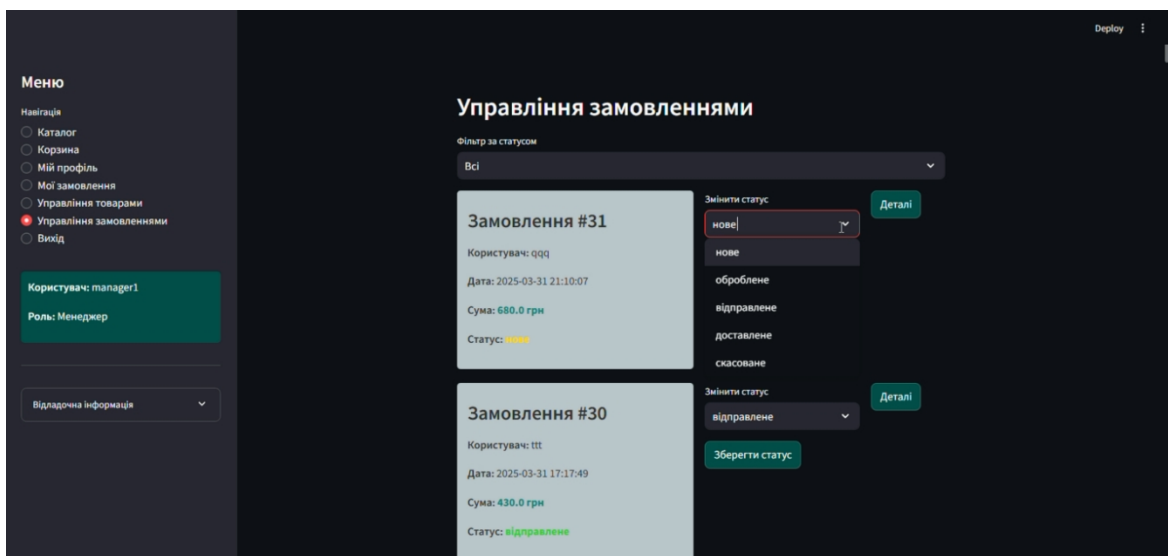 Deploy
Меню
Навігація
Каталог
Корзина
Мій профіль
Мої замовлення
Управління товарами
Управління замовленнями
Вихід
Користувач: manager1
Роль: Менеджер
Відладочна інформація
Управління замовленнями
Фільтр за статусом
Всі
Замовлення #31
Користувач: qqq
Дата: 2025-03-31 21:10:07
Сума: 680.0 грн
Статус: нове
Змінити статус
нове
нове
оброблене
відправлене
доставлене
скасоване
Деталі
Замовлення #30
Користувач: ttt
Дата: 2025-03-31 17:17:49
Сума: 430.0 грн
Статус: відправлене
Змінити статус
відправлене
Зберегти статус
Деталі